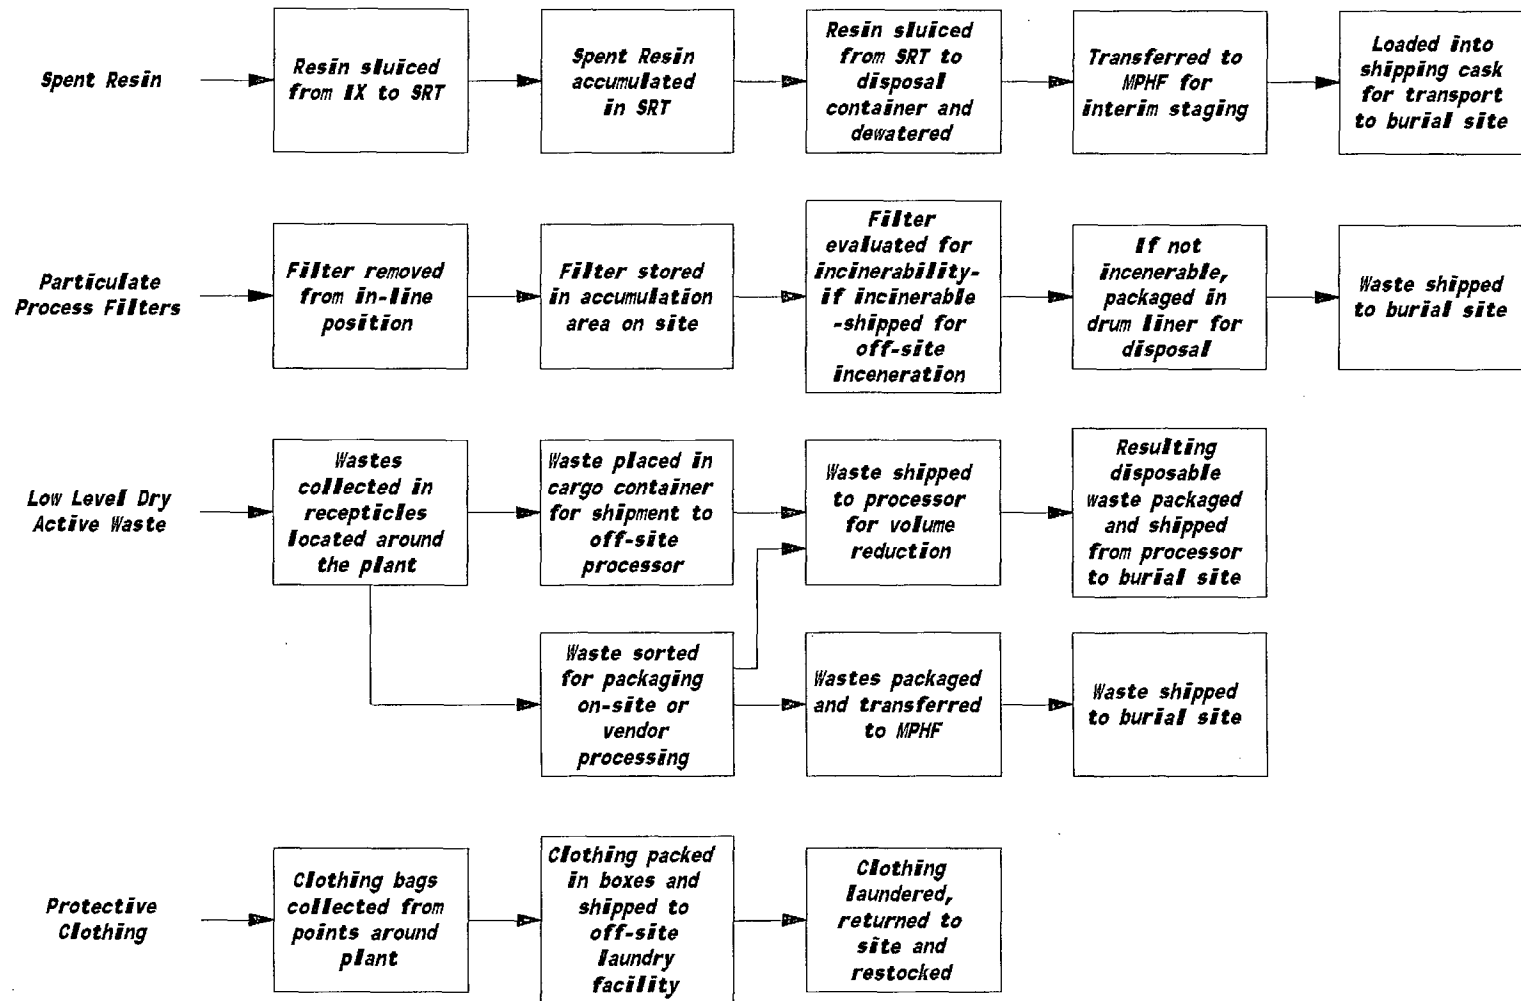 Spent Resin
Resin sluiced
from IX to SRT
Spent Resin
accumulated
in SRT
Resin sluiced
from SRT to
disposal
container and
dewatered
Transferred to
MPHF for
interim staging
Loaded into
shipping cask
for transport
to burial site
Particulate
Process Filters
Filter removed
from in-line
position
Filter stored
in accumulation
area on site
Filter
evaluated for
incinerability-
if incinerable
-shipped for
off-site
inceneration
If not
incenerable,
packaged in
drum liner for
disposal
Waste shipped
to burial site
Low Level Dry
Active Waste
Wastes
collected in
recepticles
located around
the plant
Waste placed in
cargo container
for shipment to
off-site
processor
Waste shipped
to processor
for volume
reduction
Resulting
disposable
waste packaged
and shipped
from processor
to burial site
Waste sorted
for packaging
on-site or
vendor
processing
Wastes packaged
and transferred
to MPHF
Waste shipped
to burial site
Protective
Clothing
Clothing bags
collected from
points around
plant
Clothing packed
in boxes and
shipped to
off-site
laundry
facility
Clothing
laundered,
returned to
site and
restocked